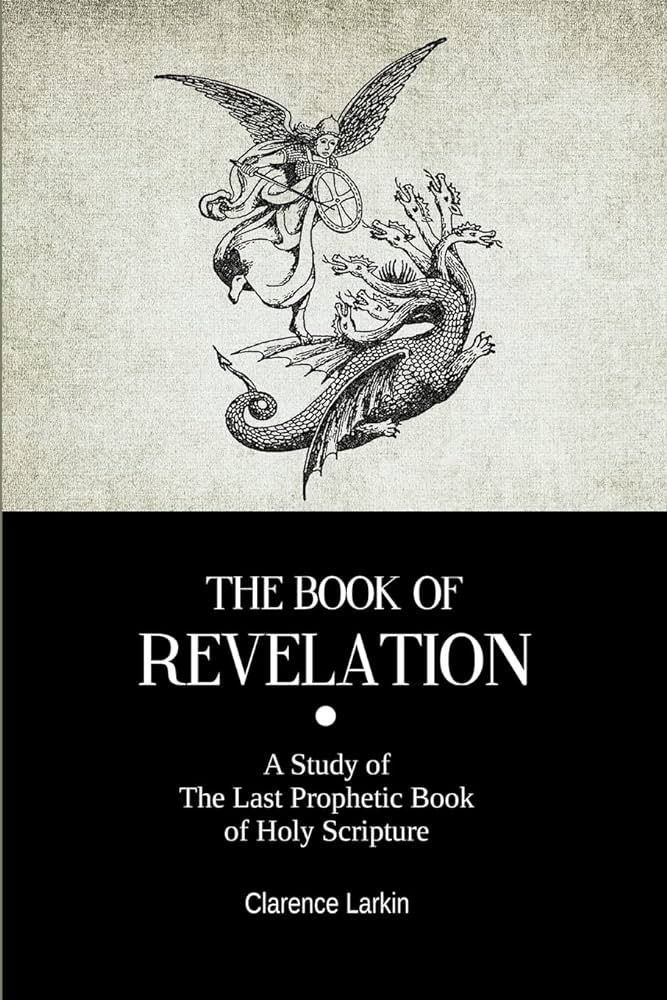 THE BOOK OF
REVELATION
A Study of
The Last Prophetic Book
of Holy Scripture
Clarence Larkin